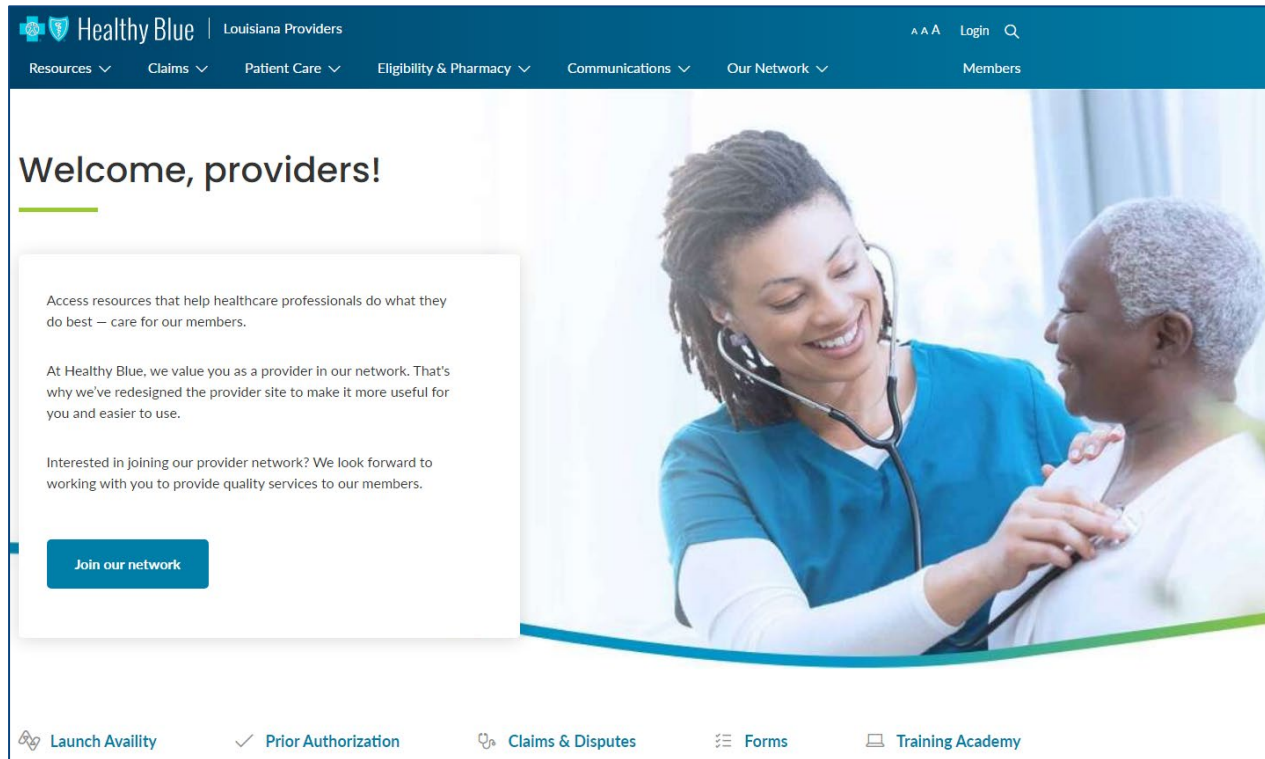 Healthy Blue | Louisiana Providers
A A A Login
Resources Claims Patient Care Eligibility & Pharmacy Communications Our Network Members
Welcome, providers!
Access resources that help healthcare professionals do what they
do best — care for our members.
At Healthy Blue, we value you as a provider in our network. That's
why we've redesigned the provider site to make it more useful for
you and easier to use.
Interested in joining our provider network? We look forward to
working with you to provide quality services to our members.
Join our network
Launch Availity Prior Authorization Claims & Disputes Forms Training Academy